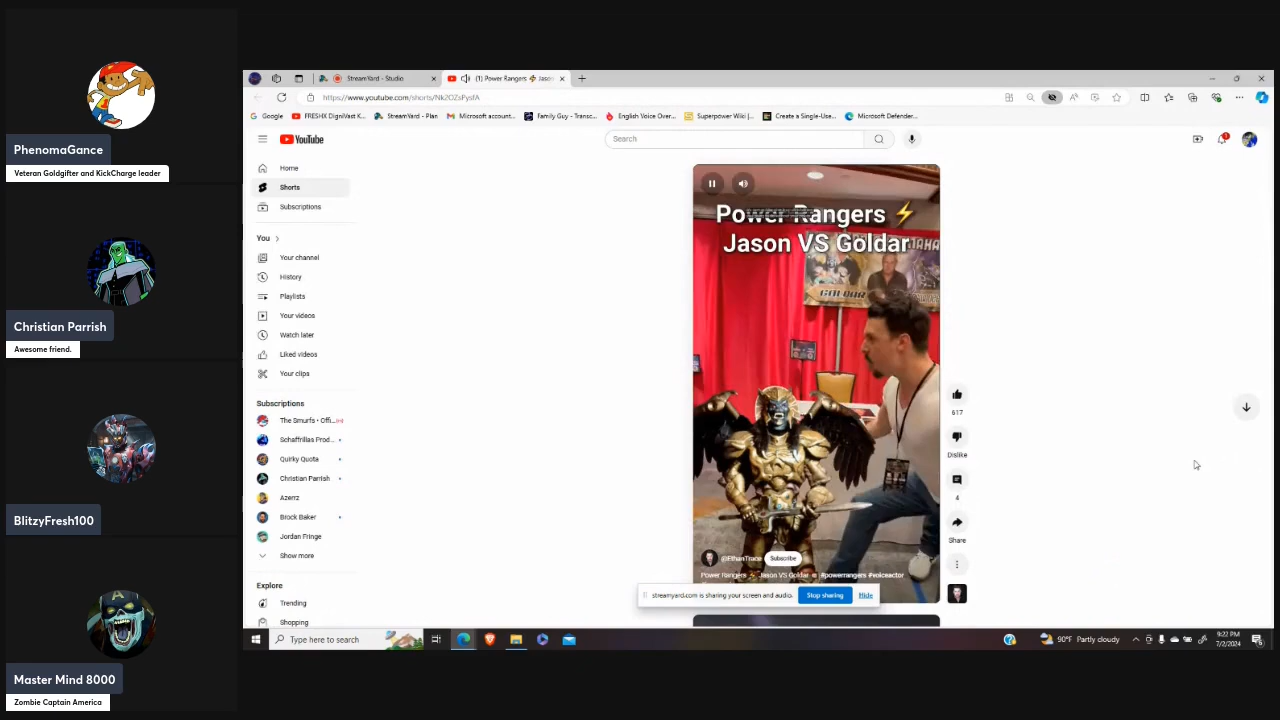 PhenomaGance
Veteran Goldgifter and KickCharge leader
Christian Parrish
Awesome friend.
BlitzyFresh100
Master Mind 8000
Zombie Captain America
StreamYard - Studio
(1) Power Rangers ⚡ Jason
https://www.youtube.com/shorts/
Google
FRESHX DigniVast K...
StreamYard - Plan
Microsoft account...
Family Guy - Transc...
English Voice Over...
Superpower Wiki |...
Create a Single-Use...
Microsoft Defender...
YouTube
Search
Home
Shorts
Subscriptions
You
Your channel
History
Playlists
Your videos
Watch later
Liked videos
Your clips
Subscriptions
The Smurfs • Offi...
Schaffrillas Prod...
Quirky Quota
Christian Parrish
Azerrz
Brock Baker
Jordan Fringe
Show more
Explore
Trending
Shopping
Power Rangers ⚡
Jason VS Goldar
GOLDAR
@EthanTrace
Subscribe
Power Rangers ⚡ Jason VS Goldar #powerrangers #voiceactor
617
Dislike
4
Share
streamyard.com is sharing your screen and audio.
Stop sharing
Hide
Type here to search
90°F Partly cloudy
9:22 PM
7/2/2024